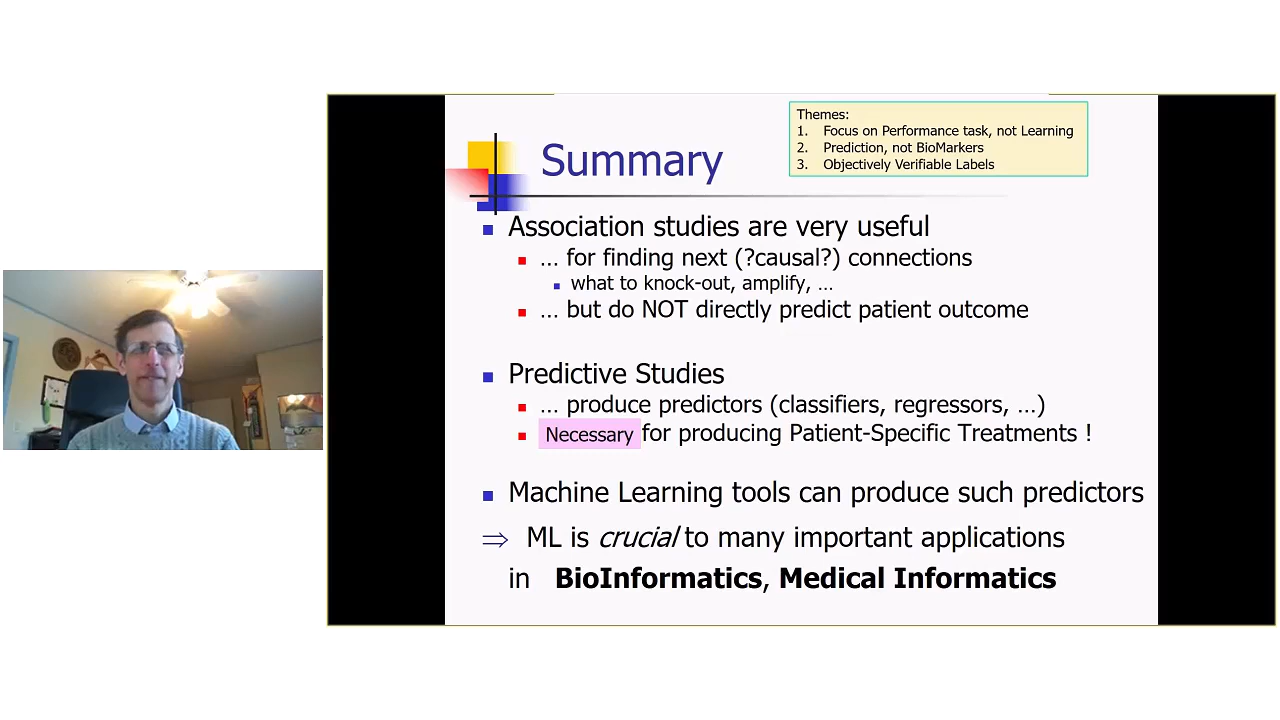 Themes:
1. Focus on Performance task, not Learning
2. Prediction, not BioMarkers
3. Objectively Verifiable Labels
Summary
Association studies are very useful
… for finding next (?causal?) connections
what to knock-out, amplify, …
… but do NOT directly predict patient outcome
Predictive Studies
… produce predictors (classifiers, regressors, …)
Necessary for producing Patient-Specific Treatments !
Machine Learning tools can produce such predictors
⇒ ML is crucial to many important applications
in BioInformatics, Medical Informatics